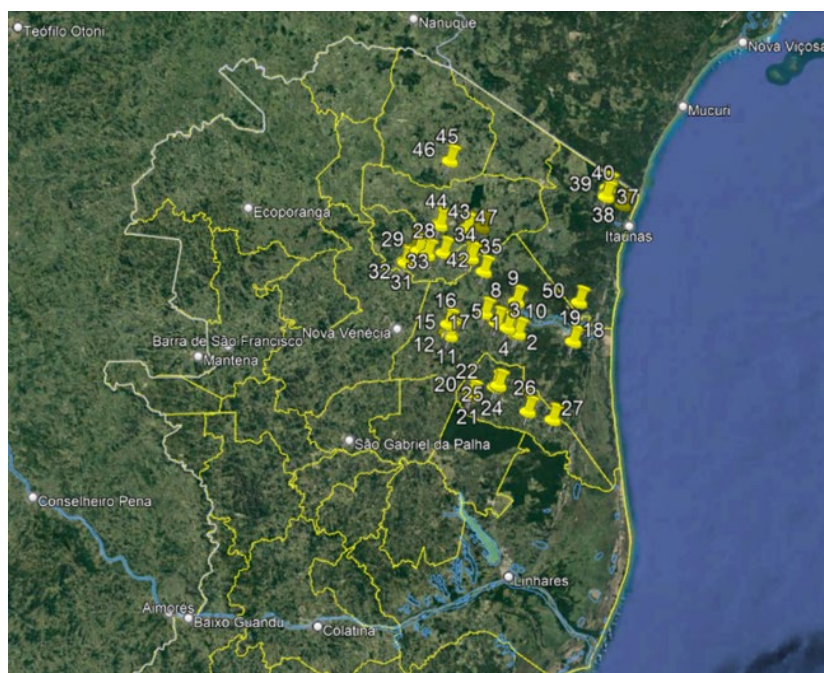 Nanuque
Teófilo Otoni
Nova Viçosa
Mucuri
45
46
40
39
37
38
Ecoporanga
Itaunas
44
43
47
28
34
29
35
33
42
32
31
9
50
8
16
5
3
10
19
15
17
1
18
Nova Venécia
12
4
2
11
Barra de São Francisco
Mantena
22
20
25
26
24
27
21
São Gabriel da Palha
Conselheiro Pena
Linhares
Aimorés
Baixo Guandu
Colatina